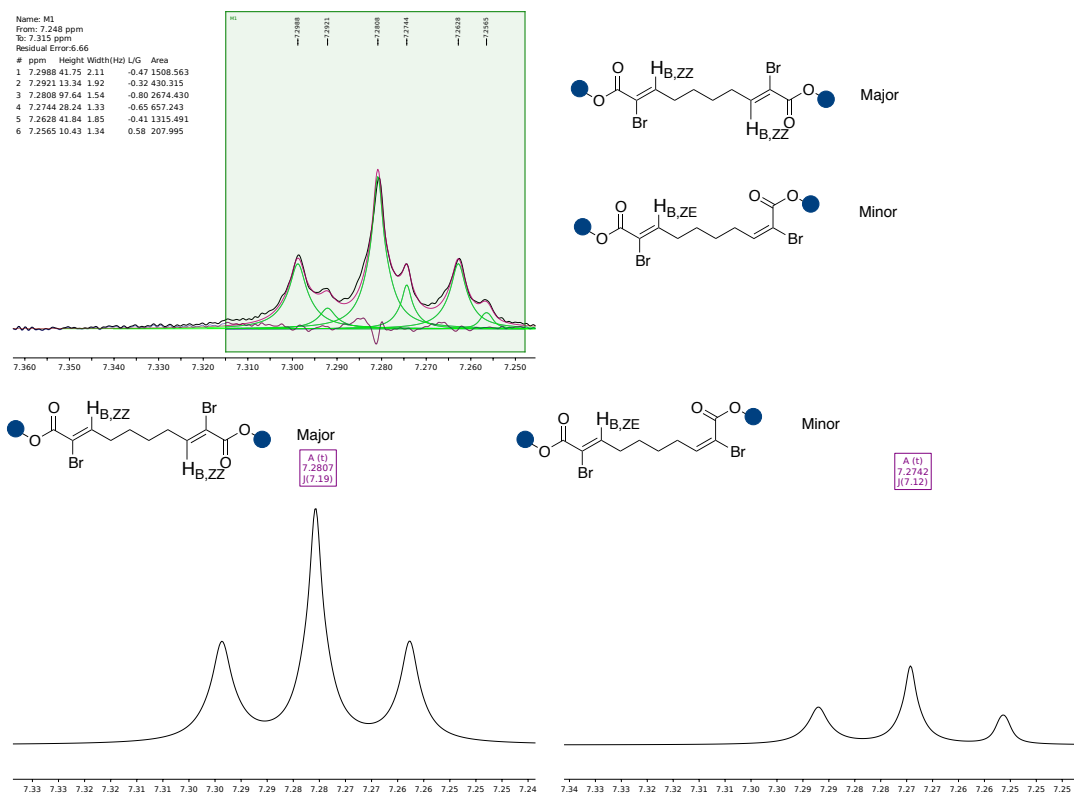 Name: M1
From: 7.248 ppm
To: 7.315 ppm
Residual Error:6.66
# ppm Height Width(Hz) L/G Area
1 7.2988 41.75 2.11 -0.47 1508.563
2 7.2921 13.34 1.92 -0.32 430.315
3 7.2808 97.64 1.54 -0.80 2674.430
4 7.2744 28.24 1.33 -0.65 657.243
5 7.2628 41.84 1.85 -0.41 1315.491
6 7.2565 10.43 1.34 0.58 207.995
M1
7.2988
7.2921
7.2808
7.2744
7.2628
7.2565
7.360 7.350 7.340 7.330 7.320 7.310 7.300 7.290 7.280 7.270 7.260 7.250
O
O
Br
HB,ZZ
Br
HB,ZZ
O
O
Major
O
O
Br
HB,ZE
O
O
Br
Minor
O
O
Br
HB,ZZ
Br
HB,ZZ
O
O
Major
A (t)
7.2807
J(7.19)
7.33 7.32 7.32 7.31 7.30 7.30 7.29 7.29 7.28 7.28 7.27 7.27 7.26 7.26 7.25 7.25 7.24 7.24
O
O
Br
HB,ZE
O
O
Br
Minor
A (t)
7.2742
J(7.12)
7.34 7.33 7.33 7.32 7.31 7.31 7.30 7.30 7.29 7.29 7.28 7.28 7.27 7.27 7.26 7.26 7.25 7.25 7.25